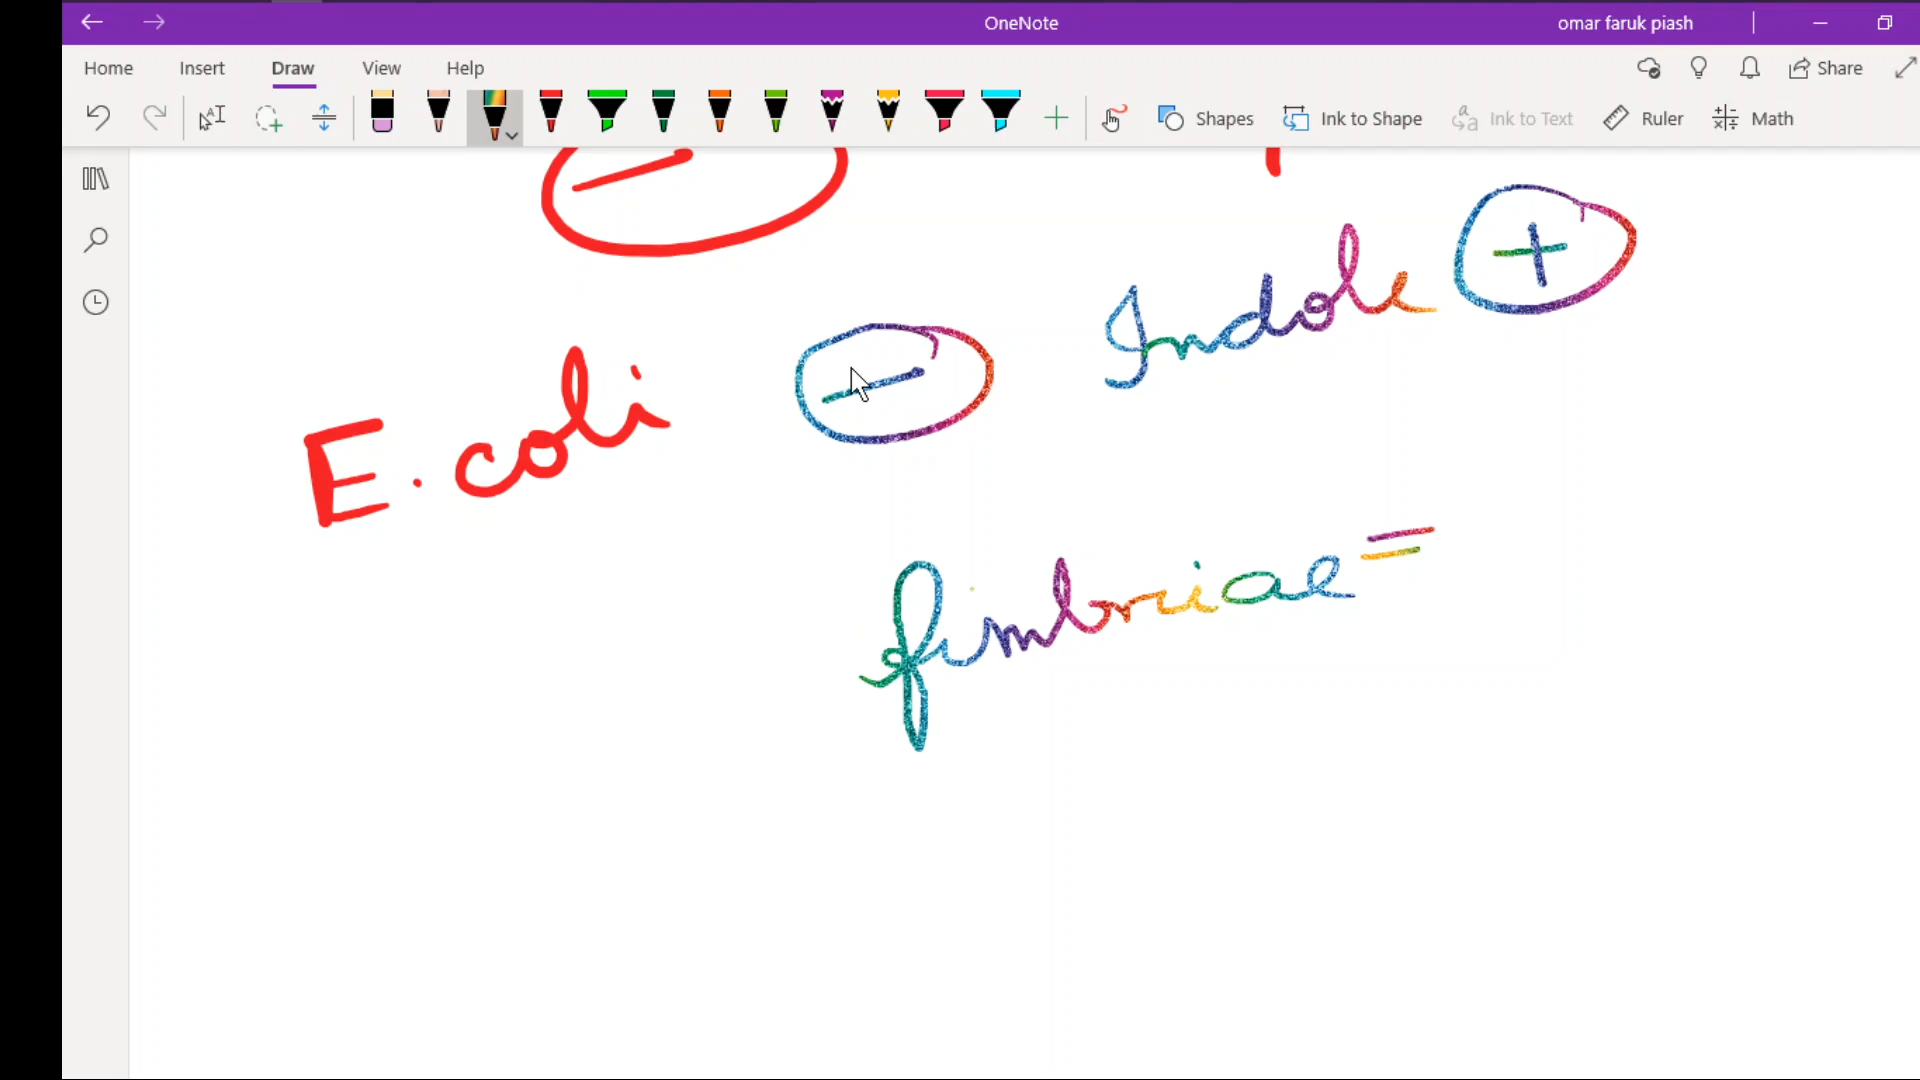 OneNote
omar faruk piash
Home Insert Draw View Help Share
Shapes Ink to Shape Ink to Text Ruler Math
Indole +
E.coli −
fimbriae =